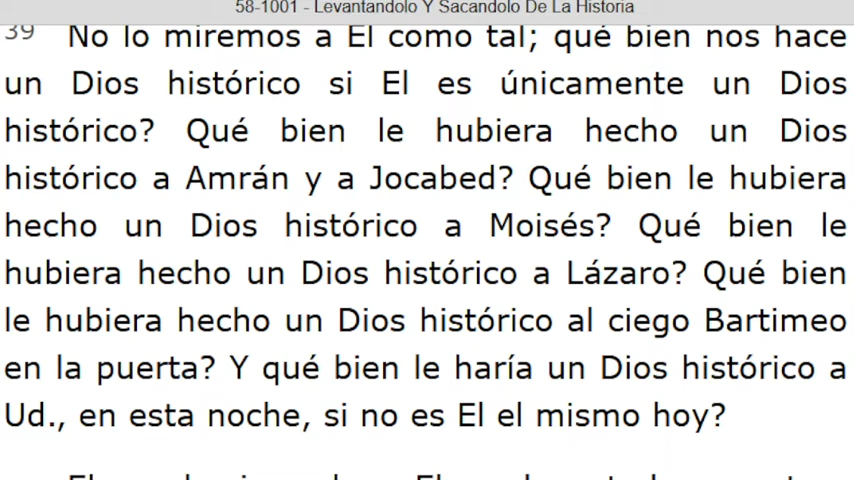 58-1001 - Levantandolo Y Sacandolo De La Historia
39 No lo miremos a El como tal; qué bien nos hace
un Dios histórico si El es únicamente un Dios
histórico? Qué bien le hubiera hecho un Dios
histórico a Amrán y a Jocabed? Qué bien le hubiera
hecho un Dios histórico a Moisés? Qué bien le
hubiera hecho un Dios histórico a Lázaro? Qué bien
le hubiera hecho un Dios histórico al ciego Bartimeo
en la puerta? Y qué bien le haría un Dios histórico a
Ud., en esta noche, si no es El el mismo hoy?